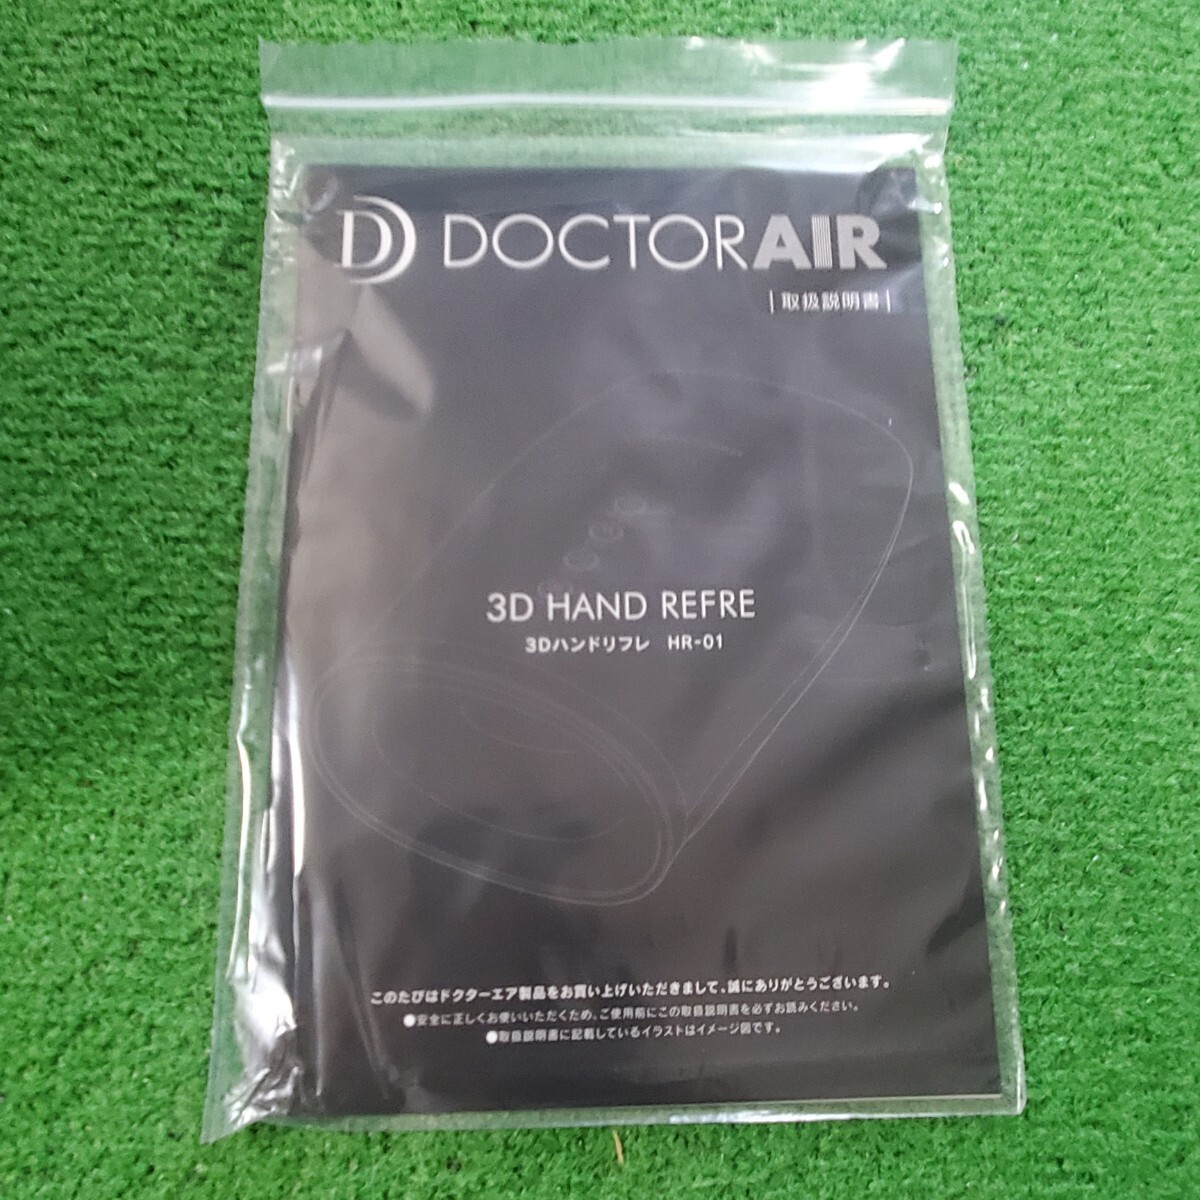 DOCTORAIR
取扱説明書
3D HAND REFRE
3Dハンドリフレ HR-01
このたびはドクターエア製品をお買い上げいただきまして、誠にありがとうございます。
●安全に正しくお使いいただくため、ご使用前にこの取扱説明書を必ずお読みください。
●取扱説明書に記載しているイラストはイメージ図です。